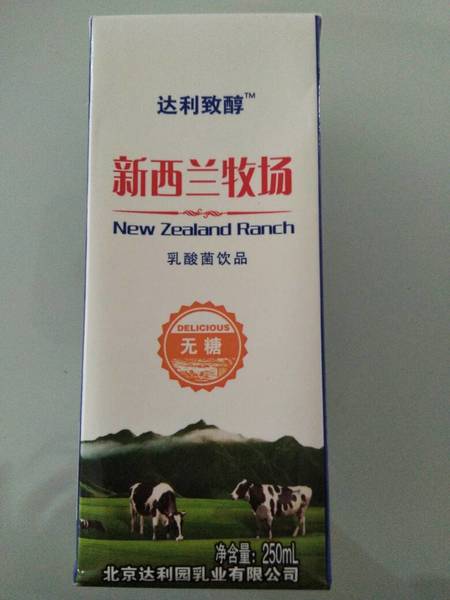 达利致醇™
新西兰牧场
New Zealand Ranch
乳酸菌饮品
DELICIOUS
无糖
净含量：250mL
北京达利园乳业有限公司